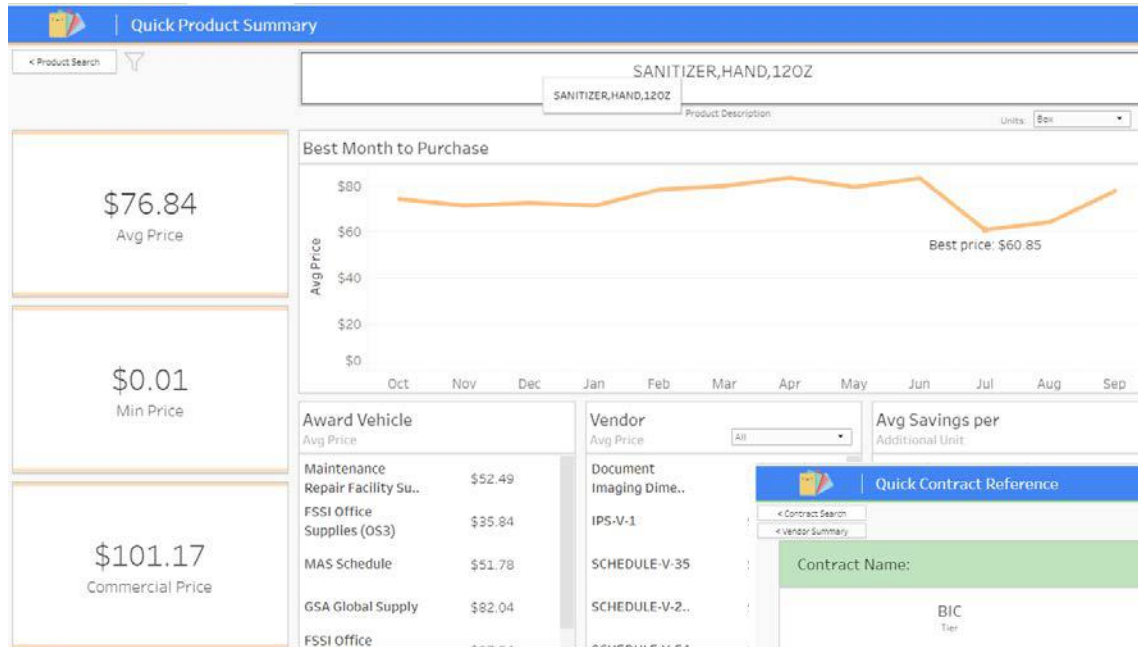 Quick Product Summary
< Product Search
SANITIZER,HAND,12OZ
SANITIZER,HAND,12OZ
Product Description
Units: Box
$76.84
Avg Price
$0.01
Min Price
$101.17
Commercial Price
Best Month to Purchase
Avg Price
$80
$60
$40
$20
$0
Best price: $60.85
Oct Nov Dec Jan Feb Mar Apr May Jun Jul Aug Sep
Award Vehicle
Avg Price
Maintenance
Repair Facility Su.. $52.49
FSSI Office
Supplies (OS3) $35.84
MAS Schedule $51.78
GSA Global Supply $82.04
FSSI Office
Vendor
Avg Price
All
Document
Imaging Dime..
IPS-V-1
SCHEDULE-V-35
SCHEDULE-V-2..
Avg Savings per
Additional Unit
Quick Contract Reference
< Contract Search
< Vendor Summary
Contract Name:
BIC
Tier